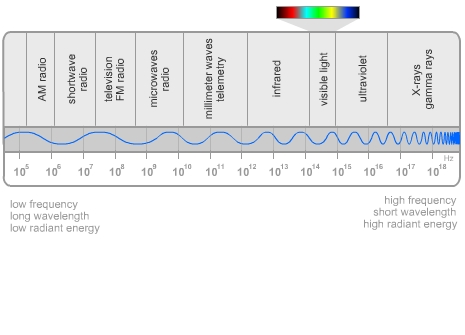 AM radio
shortwave
radio
television
FM radio
microwaves
radio
millimeter waves
telemetry
infrared
visible light
ultraviolet
X-rays
gamma rays
Hz
10⁵ 10⁶ 10⁷ 10⁸ 10⁹ 10¹⁰ 10¹¹ 10¹² 10¹³ 10¹⁴ 10¹⁵ 10¹⁶ 10¹⁷ 10¹⁸
low frequency
long wavelength
low radiant energy
high frequency
short wavelength
high radiant energy